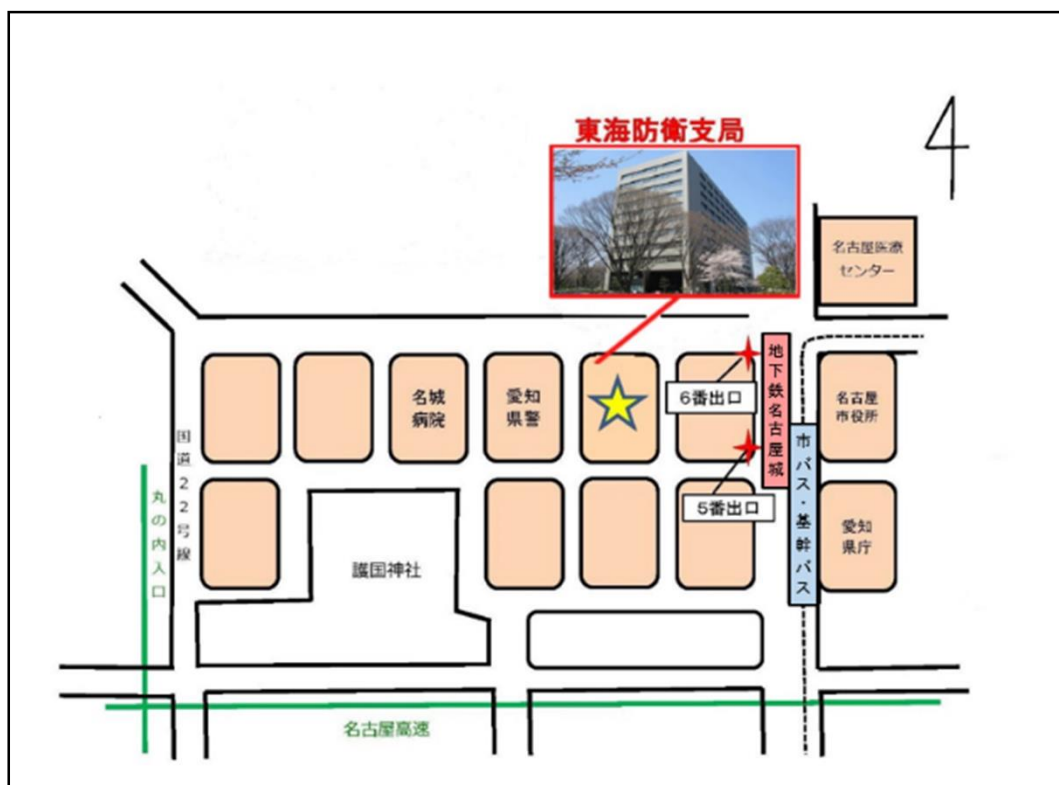 東海防衛支局
名古屋医療
センター
名城
病院
愛知
県警
6番出口
地下鉄名古屋城
名古屋
市役所
国道22号線
丸の内入口
5番出口
市バス・基幹バス
愛知
県庁
護国神社
名古屋高速